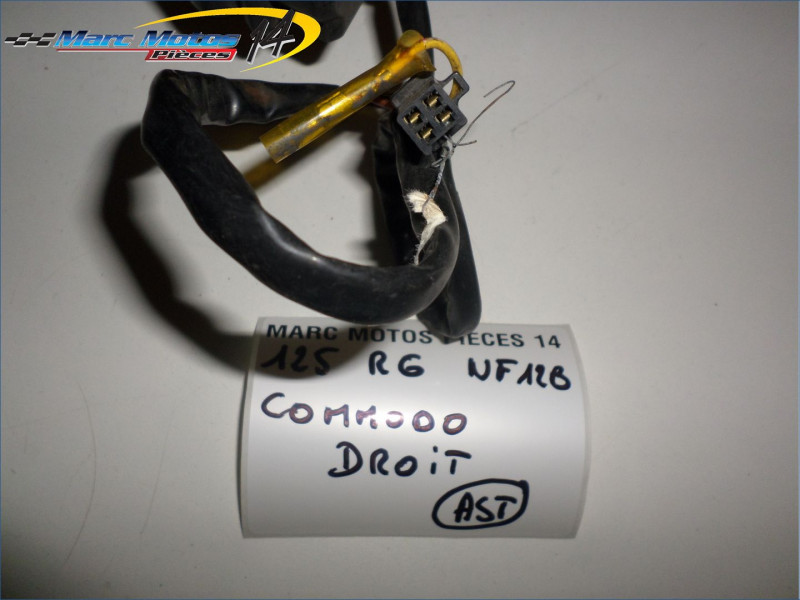 Marc Motos 14
Pièces
MARC MOTOS PIECES 14
125 RG NF12B
COMMODO
DROIT
AST